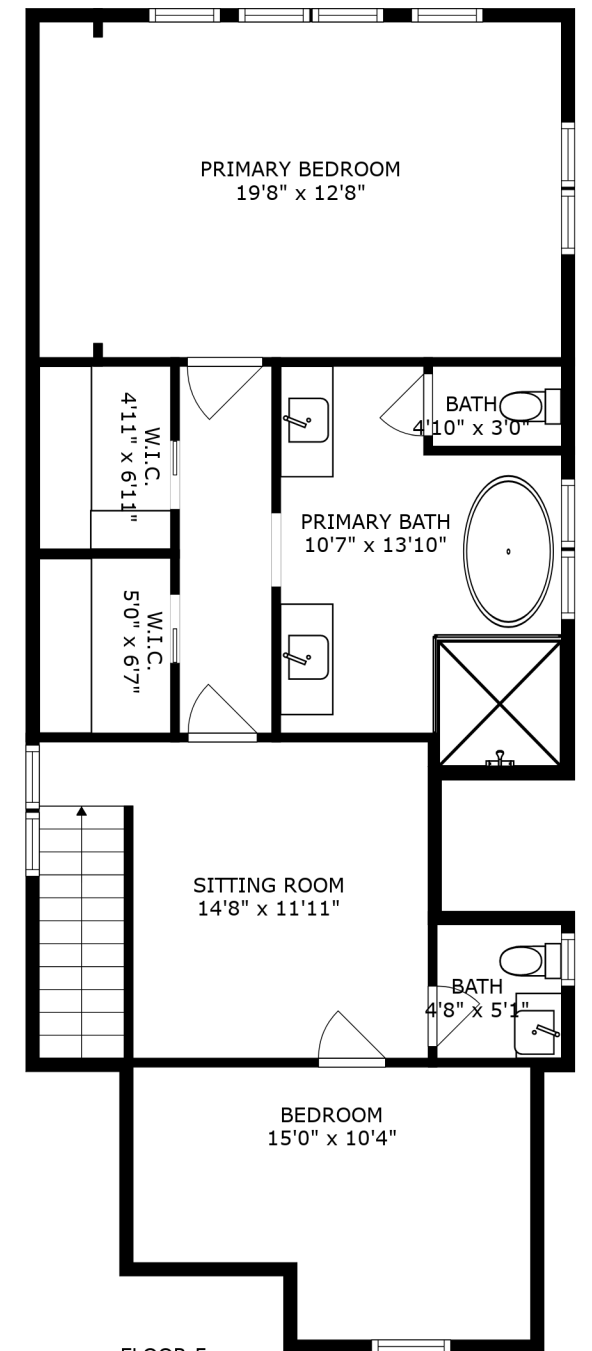 PRIMARY BEDROOM
19'8" x 12'8"
W.I.C.
4'11" x 6'11"
BATH
4'10" x 3'0"
PRIMARY BATH
10'7" x 13'10"
W.I.C.
5'0" x 6'7"
SITTING ROOM
14'8" x 11'11"
BATH
4'8" x 5'1"
BEDROOM
15'0" x 10'4"